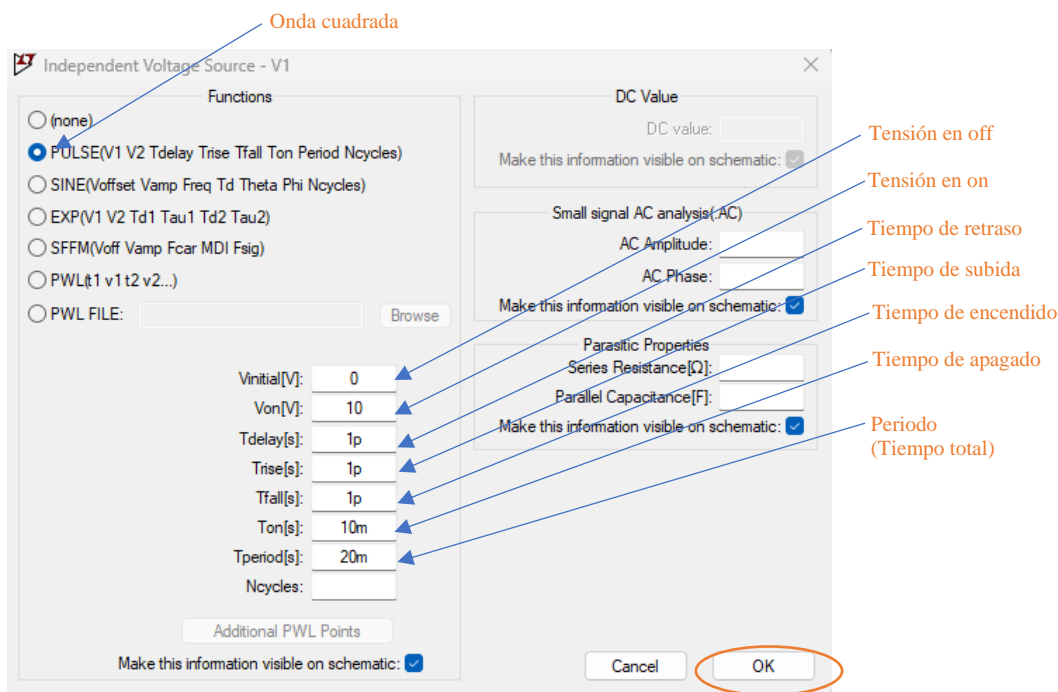 Onda cuadrada
Independent Voltage Source - V1
Functions
(none)
PULSE(V1 V2 Tdelay Trise Tfall Ton Period Ncycles)
SINE(Voffset Vamp Freq Td Theta Phi Ncycles)
EXP(V1 V2 Td1 Tau1 Td2 Tau2)
SFFM(Voff Vamp Fcar MDI Fsig)
PWL(t1 v1 t2 v2...)
PWL FILE:
Browse
Vinitial[V]: 0
Von[V]: 10
Tdelay[s]: 1p
Trise[s]: 1p
Tfall[s]: 1p
Ton[s]: 10m
Tperiod[s]: 20m
Ncycles:
Additional PWL Points
Make this information visible on schematic:
DC Value
DC value:
Make this information visible on schematic:
Small signal AC analysis(.AC)
AC Amplitude:
AC Phase:
Make this information visible on schematic:
Parasitic Properties
Series Resistance[Ω]:
Parallel Capacitance[F]:
Make this information visible on schematic:
Cancel
OK
Tensión en off
Tensión en on
Tiempo de retraso
Tiempo de subida
Tiempo de encendido
Tiempo de apagado
Periodo
(Tiempo total)